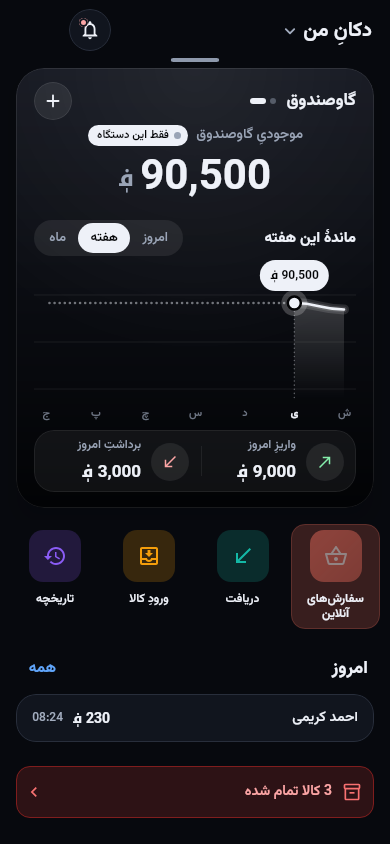 دکانِ من
گاوصندوق
موجودیِ گاوصندوق فقط این دستگاه
90,500 ؋
ماندهٔ این هفته
امروز هفته ماه
90,500 ؋
ش ی د س چ پ ج
واریزِ امروز
9,000 ؋
برداشتِ امروز
3,000 ؋
سفارش‌های آنلاین
دریافت
ورودِ کالا
تاریخچه
امروز
همه
احمد کریمی
230 ؋ 08:24
3 کالا تمام شده